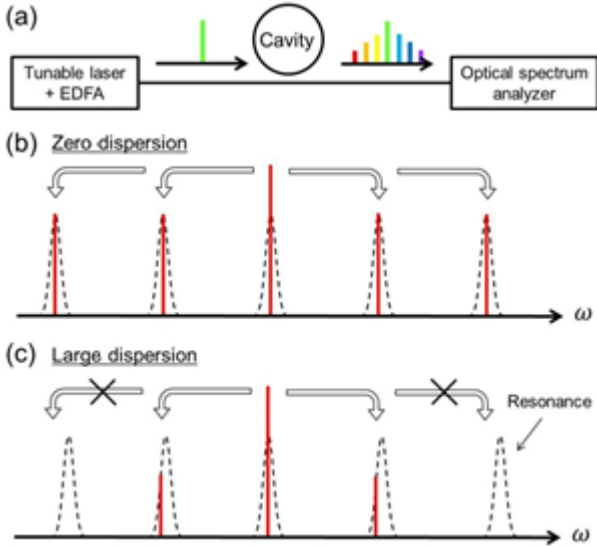 (a)
Cavity
Tunable laser
+ EDFA
Optical spectrum
analyzer
(b) Zero dispersion
ω
(c) Large dispersion
Resonance
ω